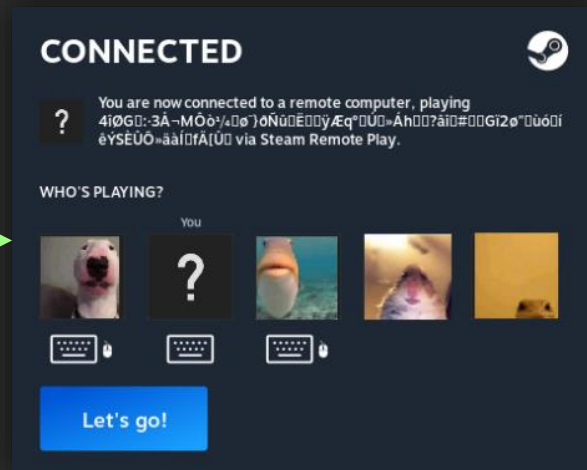 CONNECTED
You are now connected to a remote computer, playing
via Steam Remote Play.
WHO'S PLAYING?
You
Let's go!